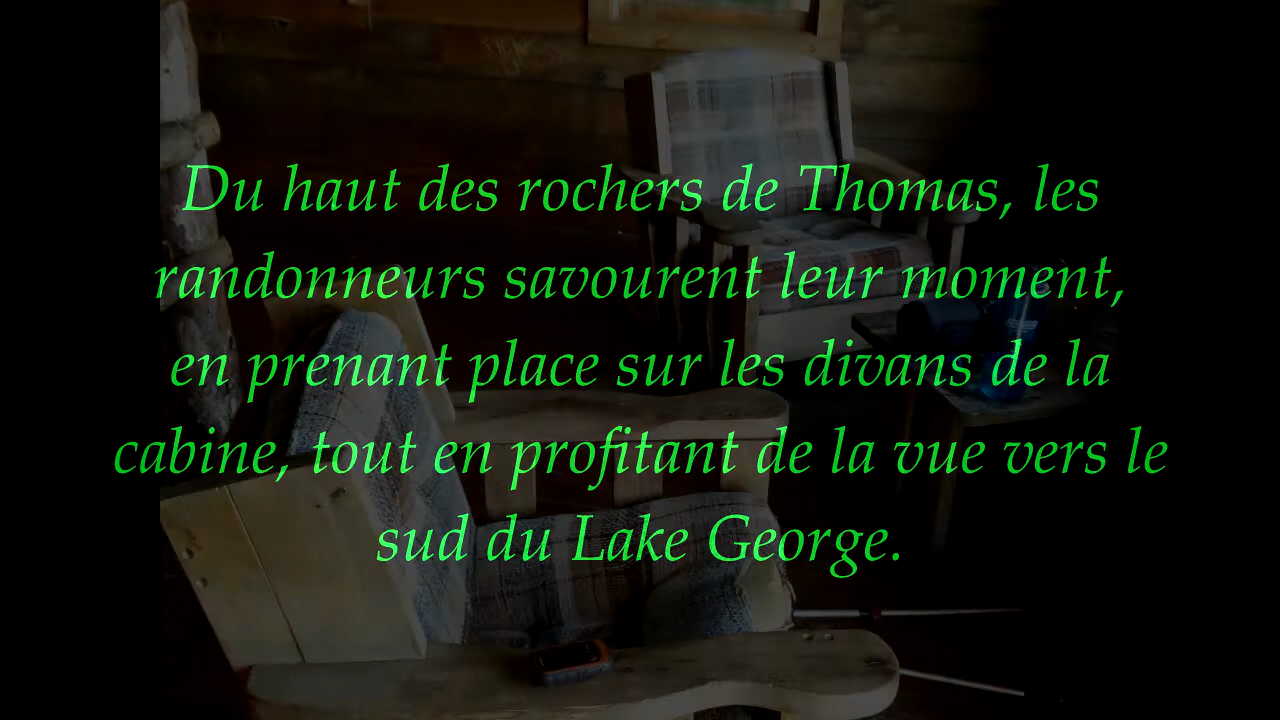 Du haut des rochers de Thomas, les
randonneurs savourent leur moment,
en prenant place sur les divans de la
cabine, tout en profitant de la vue vers le
sud du Lake George.